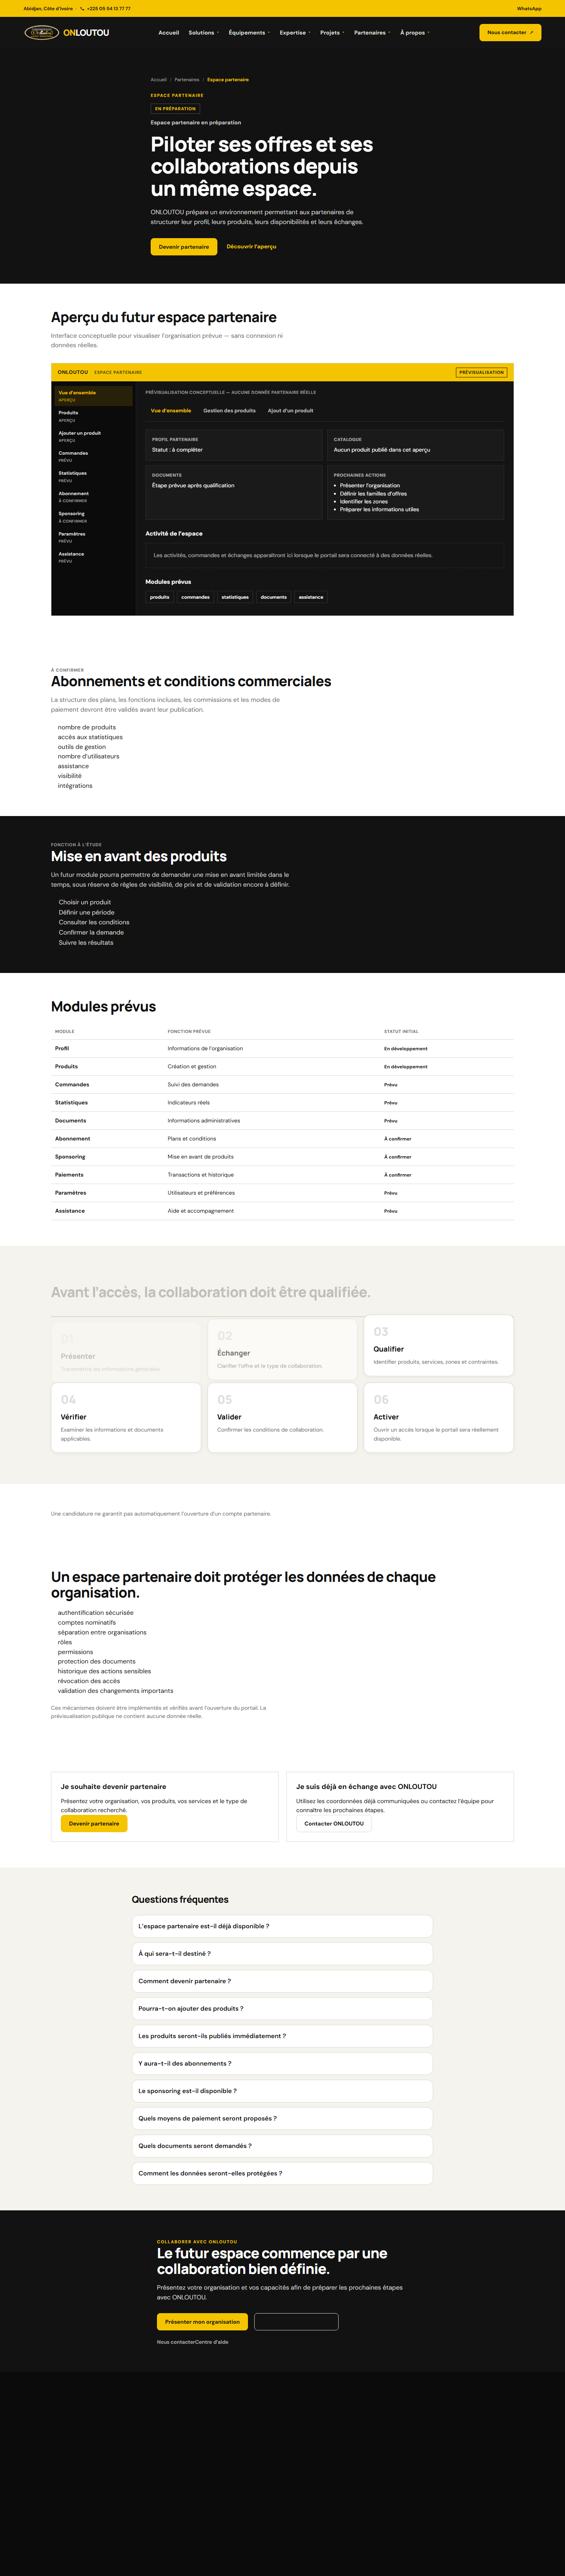 Abidjan, Côte d'Ivoire
+225 05 54 13 77 77
WhatsApp
ONLOUTOU
Accueil
Solutions
Équipements
Expertise
Projets
Partenaires
À propos
Nous contacter ↗
Accueil / Partenaires / Espace partenaire
ESPACE PARTENAIRE
EN PRÉPARATION
Espace partenaire en préparation
Piloter ses offres et ses
collaborations depuis
un même espace.
ONLOUTOU prépare un environnement permettant aux partenaires de
structurer leur profil, leurs produits, leurs disponibilités et leurs échanges.
Devenir partenaire
Découvrir l'aperçu
Aperçu du futur espace partenaire
Interface conceptuelle pour visualiser l'organisation prévue — sans connexion ni
données réelles.
ONLOUTOU ESPACE PARTENAIRE
PRÉVISUALISATION
Vue d'ensemble
APERÇU
Produits
APERÇU
Ajouter un produit
APERÇU
Commandes
PRÉVU
Statistiques
PRÉVU
Abonnement
À CONFIRMER
Sponsoring
À CONFIRMER
Paramètres
PRÉVU
Assistance
PRÉVU
PRÉVISUALISATION CONCEPTUELLE — AUCUNE DONNÉE PARTENAIRE RÉELLE
Vue d'ensemble
Gestion des produits
Ajout d'un produit
PROFIL PARTENAIRE
Statut : à compléter
CATALOGUE
Aucun produit publié dans cet aperçu
DOCUMENTS
Étape prévue après qualification
PROCHAINES ACTIONS
• Présenter l'organisation
• Définir les familles d'offres
• Identifier les zones
• Préparer les informations utiles
Activité de l'espace
Les activités, commandes et échanges apparaîtront ici lorsque le portail sera connecté à des données réelles.
Modules prévus
produits
commandes
statistiques
documents
assistance
À CONFIRMER
Abonnements et conditions commerciales
La structure des plans, les fonctions incluses, les commissions et les modes de
paiement devront être validés avant leur publication.
nombre de produits
accès aux statistiques
outils de gestion
nombre d'utilisateurs
assistance
visibilité
intégrations
FONCTION À L'ÉTUDE
Mise en avant des produits
Un futur module pourra permettre de demander une mise en avant limitée dans le
temps, sous réserve de règles de visibilité, de prix et de validation encore à définir.
Choisir un produit
Définir une période
Consulter les conditions
Confirmer la demande
Suivre les résultats
Modules prévus
MODULE FONCTION PRÉVUE STATUT INITIAL
Profil Informations de l'organisation En développement
Produits Création et gestion En développement
Commandes Suivi des demandes Prévu
Statistiques Indicateurs réels Prévu
Documents Informations administratives Prévu
Abonnement Plans et conditions À confirmer
Sponsoring Mise en avant de produits À confirmer
Paiements Transactions et historique À confirmer
Paramètres Utilisateurs et préférences Prévu
Assistance Aide et accompagnement Prévu
Avant l'accès, la collaboration doit être qualifiée.
01
Présenter
Transmettre les informations générales.
02
Échanger
Clarifier l'offre et le type de collaboration.
03
Qualifier
Identifier produits, services, zones et contraintes.
04
Vérifier
Examiner les informations et documents
applicables.
05
Valider
Confirmer les conditions de collaboration.
06
Activer
Ouvrir un accès lorsque le portail sera réellement
disponible.
Une candidature ne garantit pas automatiquement l'ouverture d'un compte partenaire.
Un espace partenaire doit protéger les données de chaque
organisation.
authentification sécurisée
comptes nominatifs
séparation entre organisations
rôles
permissions
protection des documents
historique des actions sensibles
révocation des accès
validation des changements importants
Ces mécanismes doivent être implémentés et vérifiés avant l'ouverture du portail. La
prévisualisation publique ne contient aucune donnée réelle.
Je souhaite devenir partenaire
Présentez votre organisation, vos produits, vos services et le type de
collaboration recherché.
Devenir partenaire
Je suis déjà en échange avec ONLOUTOU
Utilisez les coordonnées déjà communiquées ou contactez l'équipe pour
connaître les prochaines étapes.
Contacter ONLOUTOU
Questions fréquentes
L'espace partenaire est-il déjà disponible ?
À qui sera-t-il destiné ?
Comment devenir partenaire ?
Pourra-t-on ajouter des produits ?
Les produits seront-ils publiés immédiatement ?
Y aura-t-il des abonnements ?
Le sponsoring est-il disponible ?
Quels moyens de paiement seront proposés ?
Quels documents seront demandés ?
Comment les données seront-elles protégées ?
COLLABORER AVEC ONLOUTOU
Le futur espace commence par une
collaboration bien définie.
Présentez votre organisation et vos capacités afin de préparer les prochaines étapes
avec ONLOUTOU.
Présenter mon organisation
Nous contacterCentre d'aide